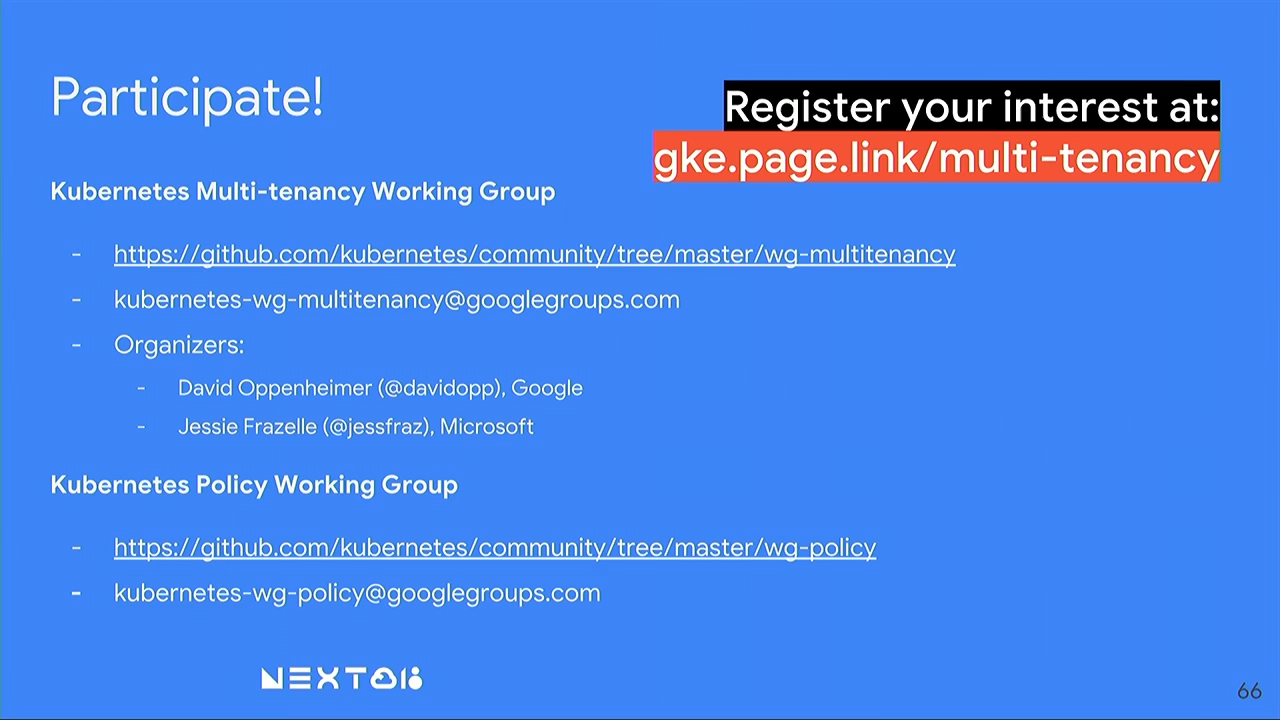 Participate!
Register your interest at:
gke.page.link/multi-tenancy
Kubernetes Multi-tenancy Working Group
- https://github.com/kubernetes/community/tree/master/wg-multitenancy
- kubernetes-wg-multitenancy@googlegroups.com
- Organizers:
- David Oppenheimer (@davidopp), Google
- Jessie Frazelle (@jessfraz), Microsoft
Kubernetes Policy Working Group
- https://github.com/kubernetes/community/tree/master/wg-policy
- kubernetes-wg-policy@googlegroups.com
NEXT 18
66